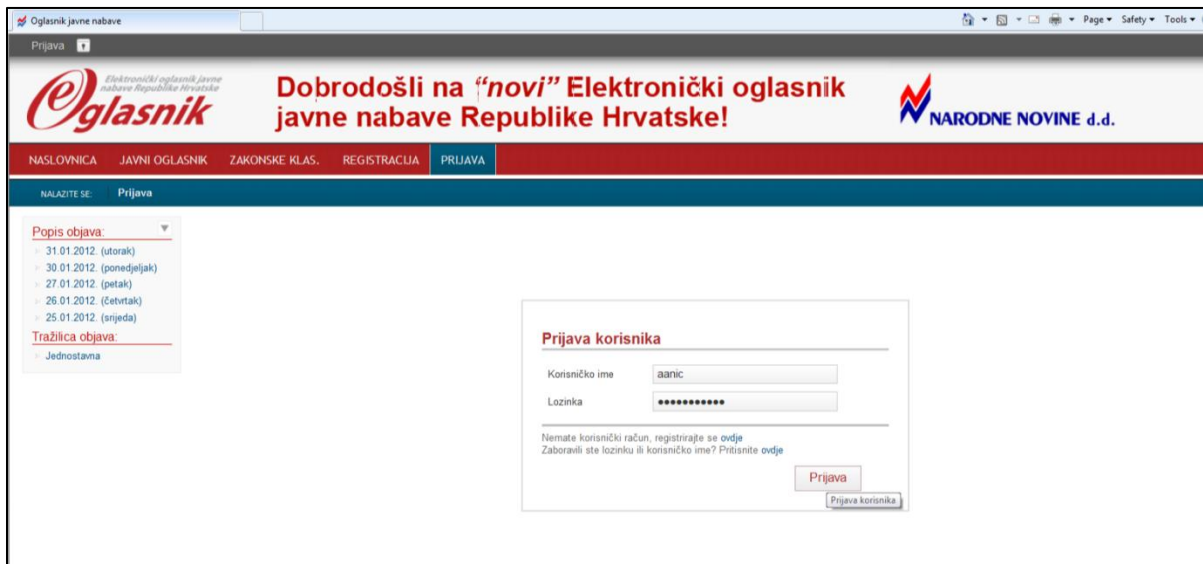 Oglasnik javne nabave
Page Safety Tools
Prijava
Elektronički oglasnik javne
nabave Republike Hrvatske
eOglasnik
Dobrodošli na “novi” Elektronički oglasnik
javne nabave Republike Hrvatske!
NARODNE NOVINE d.d.
NASLOVNICA JAVNI OGLASNIK ZAKONSKE KLAS. REGISTRACIJA PRIJAVA
NALAZITE SE: Prijava
Popis objava:
31.01.2012. (utorak)
30.01.2012. (ponedjeljak)
27.01.2012. (petak)
26.01.2012. (četvrtak)
25.01.2012. (srijeda)
Tražilica objava:
Jednostavna
Prijava korisnika
Korisničko ime aanic
Lozinka •••••••••••
Nemate korisnički račun, registrirajte se ovdje
Zaboravili ste lozinku ili korisničko ime? Pritisnite ovdje
Prijava
Prijava korisnika